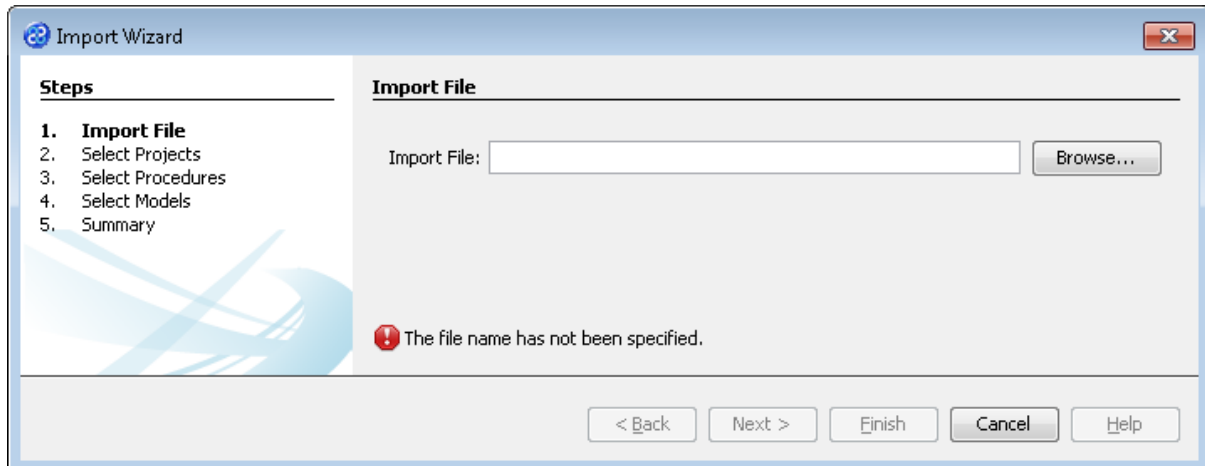 Import Wizard
Steps
1. Import File
2. Select Projects
3. Select Procedures
4. Select Models
5. Summary
Import File
Import File:
Browse...
The file name has not been specified.
< Back
Next >
Finish
Cancel
Help